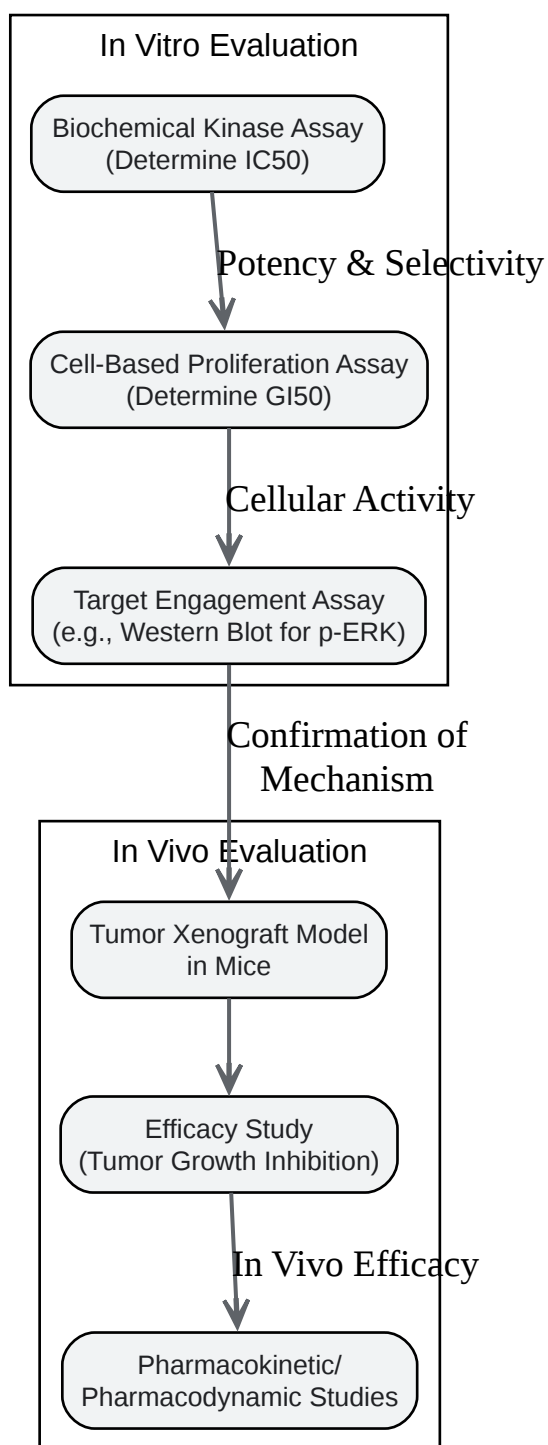 In Vitro Evaluation
Biochemical Kinase Assay
(Determine IC50)
Potency & Selectivity
Cell-Based Proliferation Assay
(Determine GI50)
Cellular Activity
Target Engagement Assay
(e.g., Western Blot for p-ERK)
Confirmation of
Mechanism
In Vivo Evaluation
Tumor Xenograft Model
in Mice
Efficacy Study
(Tumor Growth Inhibition)
In Vivo Efficacy
Pharmacokinetic/
Pharmacodynamic Studies